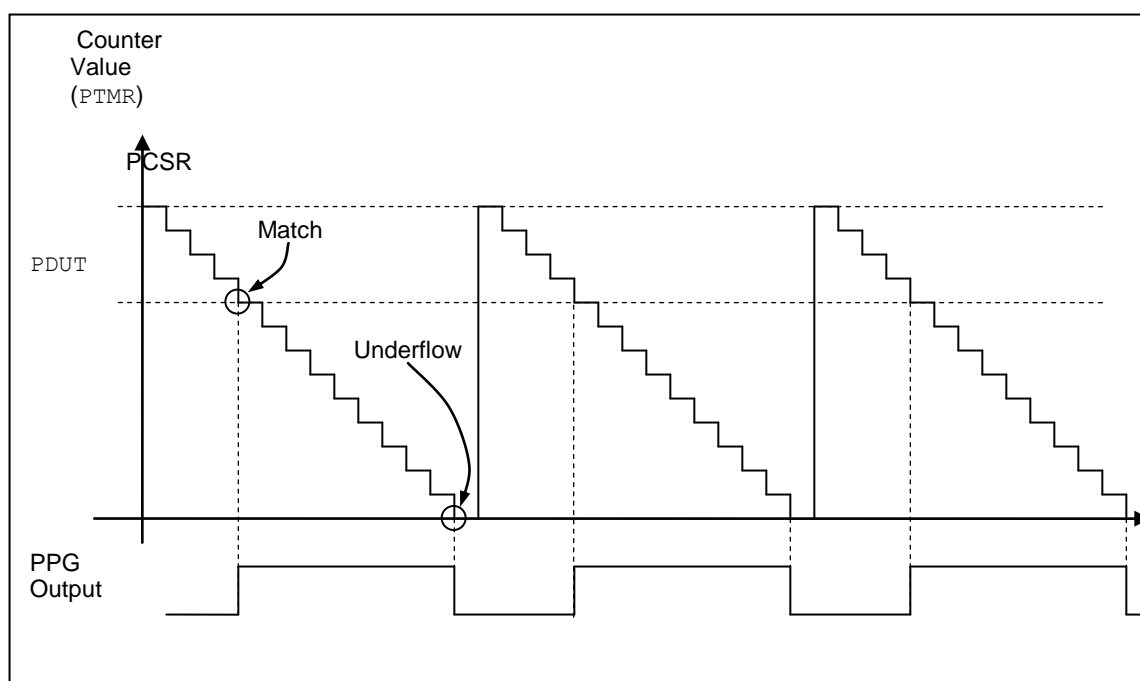 Counter
Value
(PTMR)
PCSR
Match
PDUT
Underflow
PPG
Output